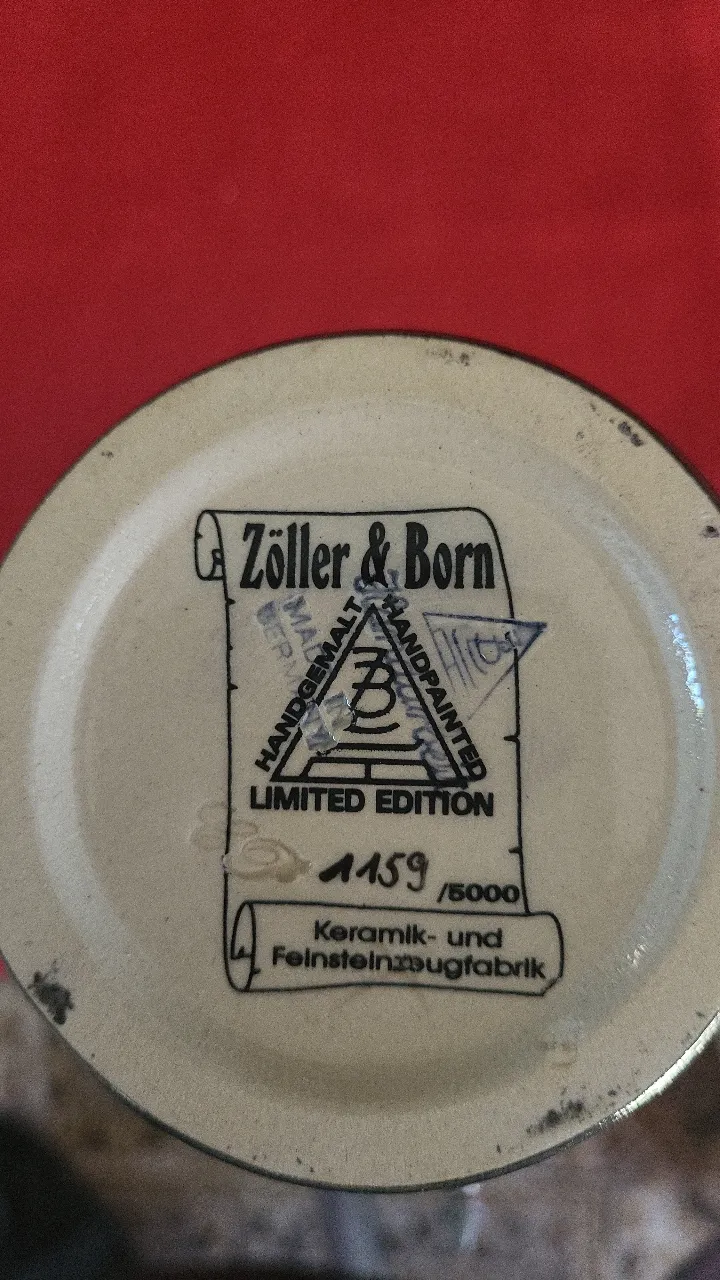 Zöller & Born
HANDGEMALT
HANDPAINTED
LIMITED EDITION
1159 /5000
Keramik- und
Feinsteinzeugfabrik